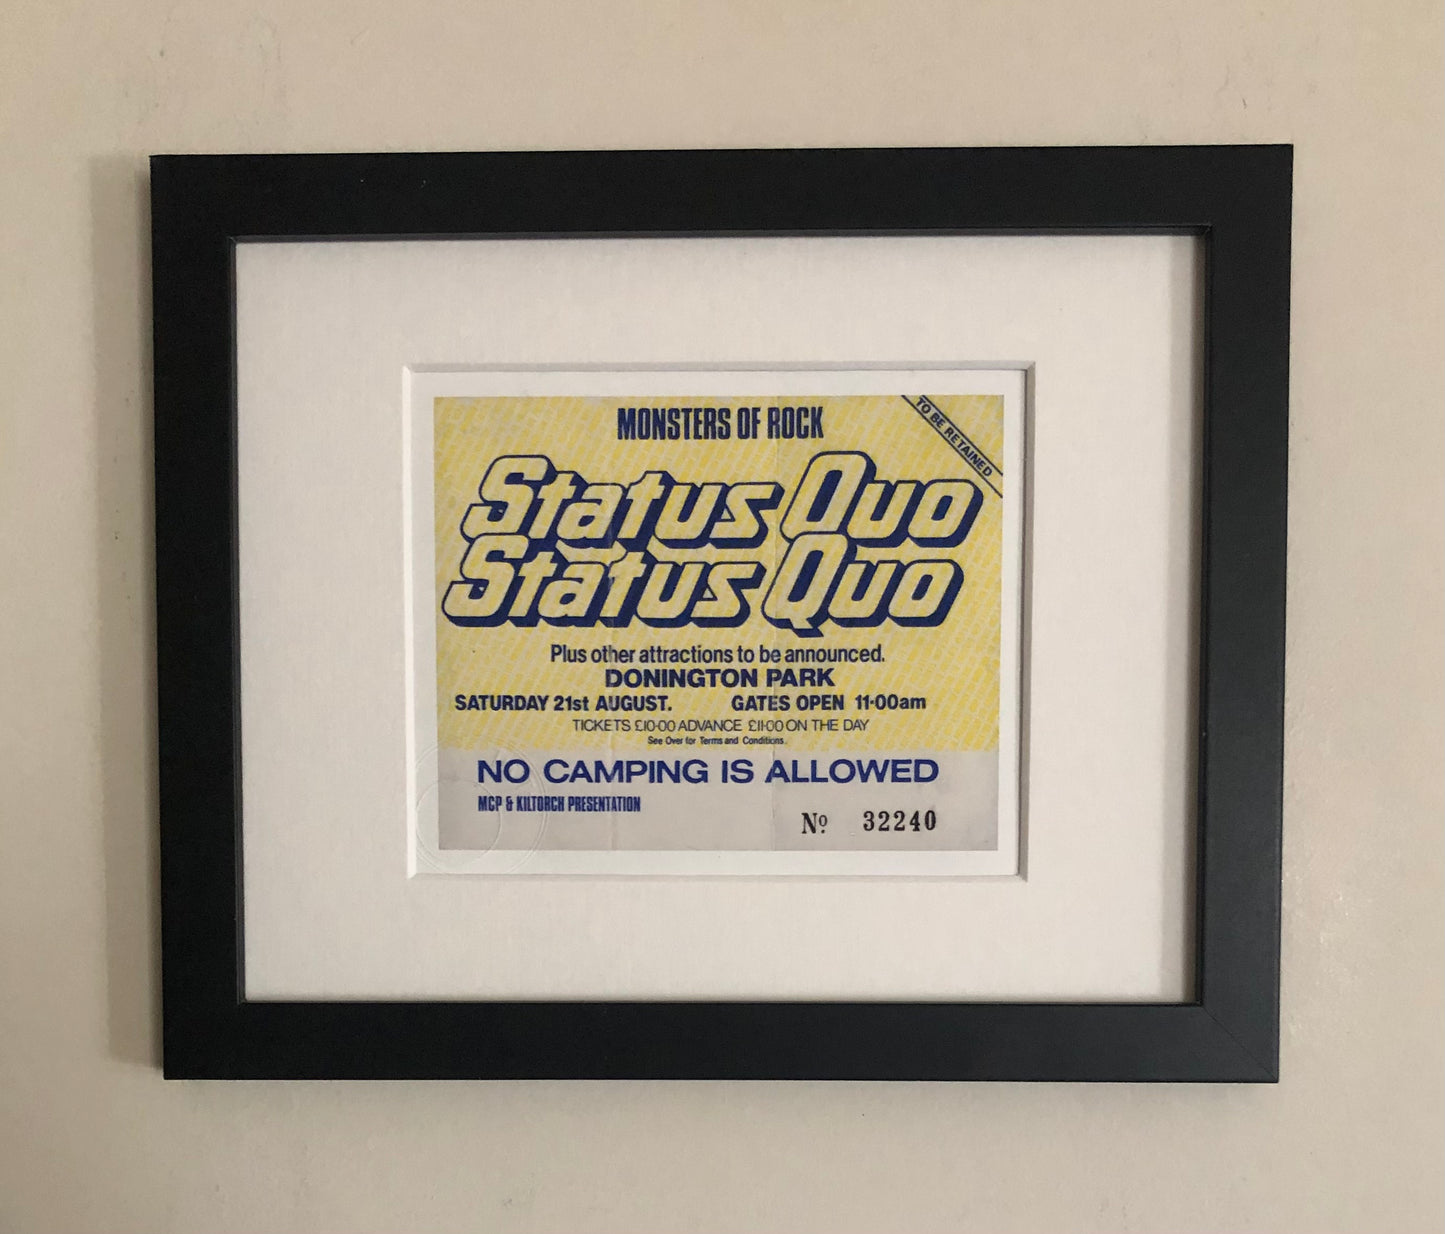 MONSTERS OF ROCK
TO BE RETAINED
Status Quo
Status Quo
Plus other attractions to be announced.
DONINGTON PARK
SATURDAY 21st AUGUST. GATES OPEN 11·00am
TICKETS £10·00 ADVANCE £11·00 ON THE DAY
See Over for Terms and Conditions.
NO CAMPING IS ALLOWED
MCP & KILTORCH PRESENTATION
Nº 32240